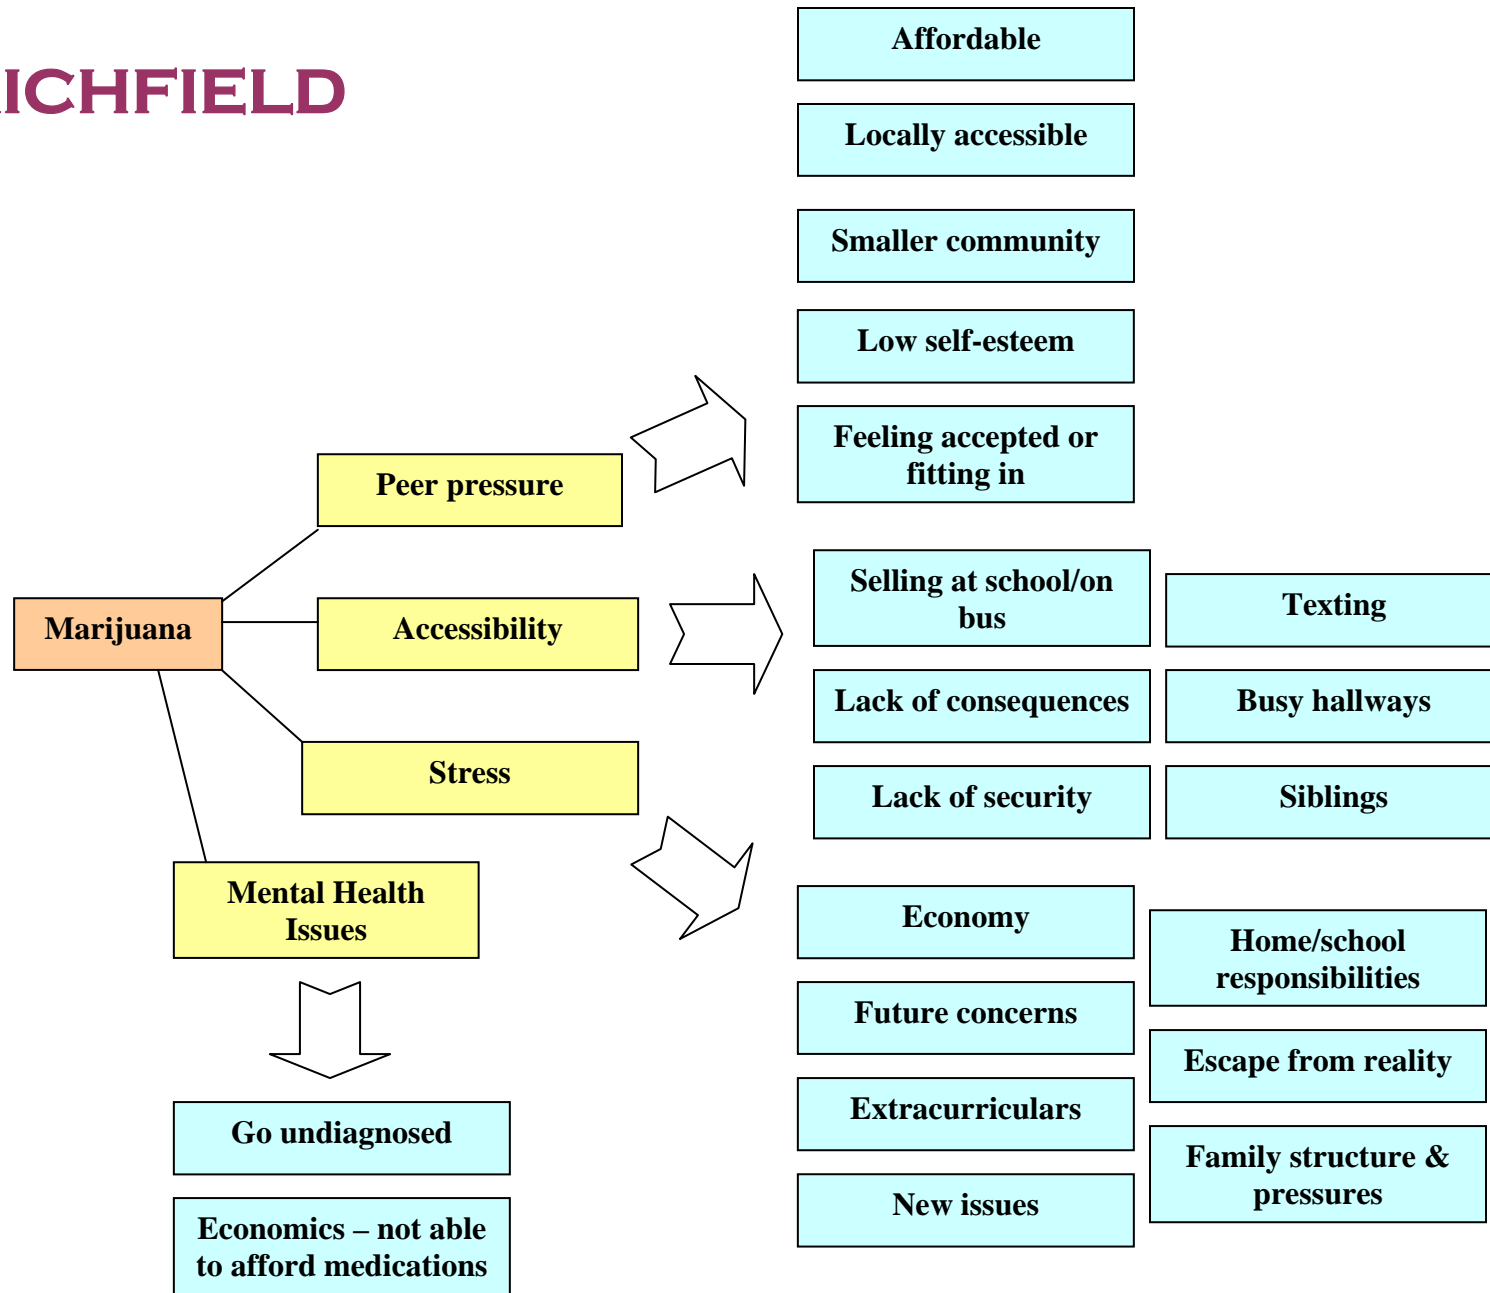 ICHFIELD
Affordable
Locally accessible
Smaller community
Low self-esteem
Feeling accepted or
fitting in
Peer pressure
Marijuana
Accessibility
Selling at school/on
bus
Texting
Lack of consequences
Busy hallways
Lack of security
Siblings
Stress
Mental Health
Issues
Economy
Home/school
responsibilities
Future concerns
Escape from reality
Extracurriculars
Family structure &
pressures
New issues
Go undiagnosed
Economics – not able
to afford medications